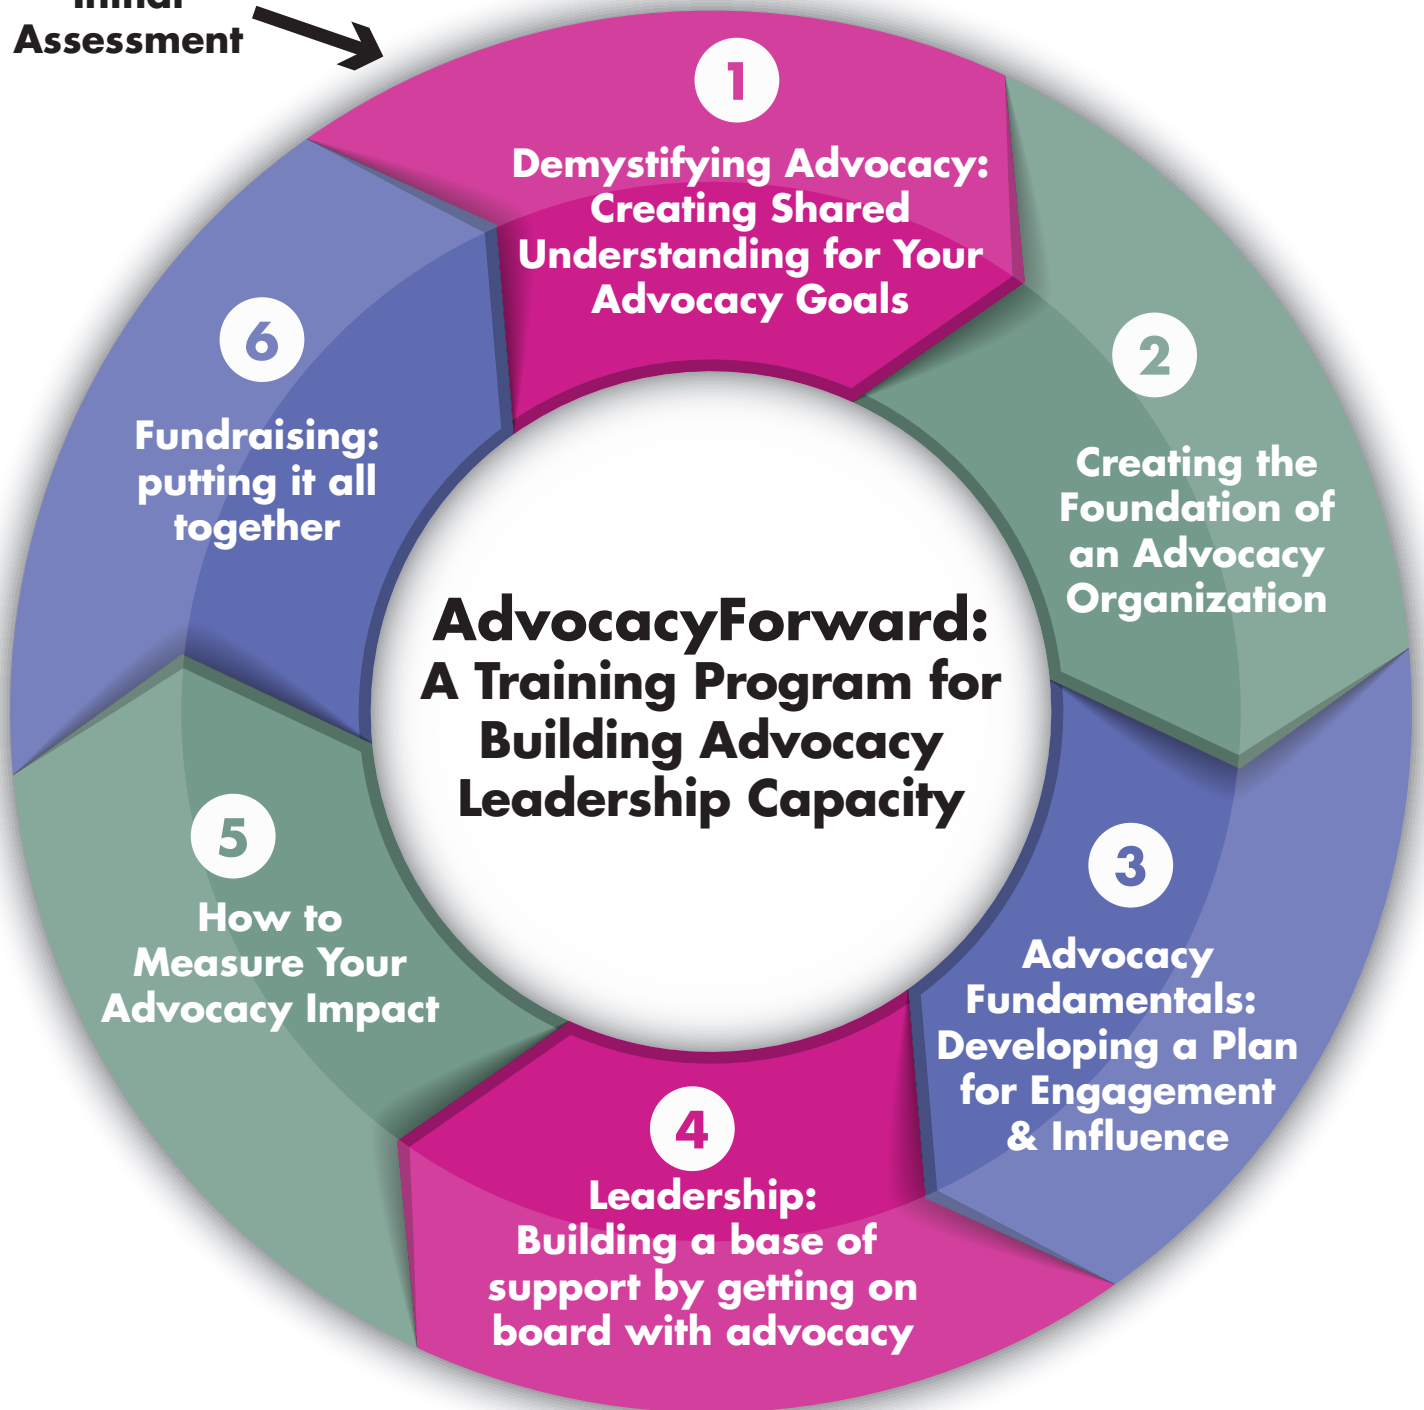 Assessment
1
Demystifying Advocacy:
Creating Shared
Understanding for Your
Advocacy Goals
2
Creating the
Foundation of
an Advocacy
Organization
3
Advocacy
Fundamentals:
Developing a Plan
for Engagement
& Influence
4
Leadership:
Building a base of
support by getting on
board with advocacy
5
How to
Measure Your
Advocacy Impact
6
Fundraising:
putting it all
together
AdvocacyForward:
A Training Program for
Building Advocacy
Leadership Capacity